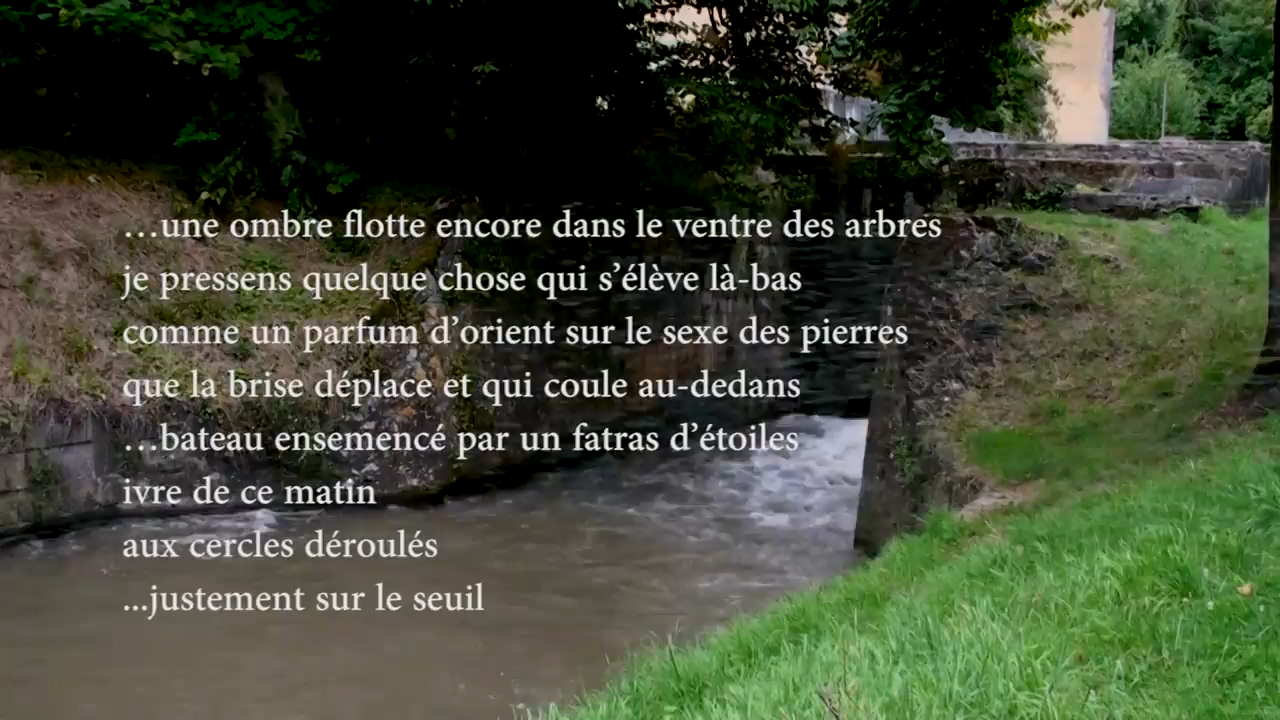 …une ombre flotte encore dans le ventre des arbres
je pressens quelque chose qui s’élève là-bas
comme un parfum d’orient sur le sexe des pierres
que la brise déplace et qui coule au-dedans
…bateau ensemencé par un fatras d’étoiles
ivre de ce matin
aux cercles déroulés
...justement sur le seuil